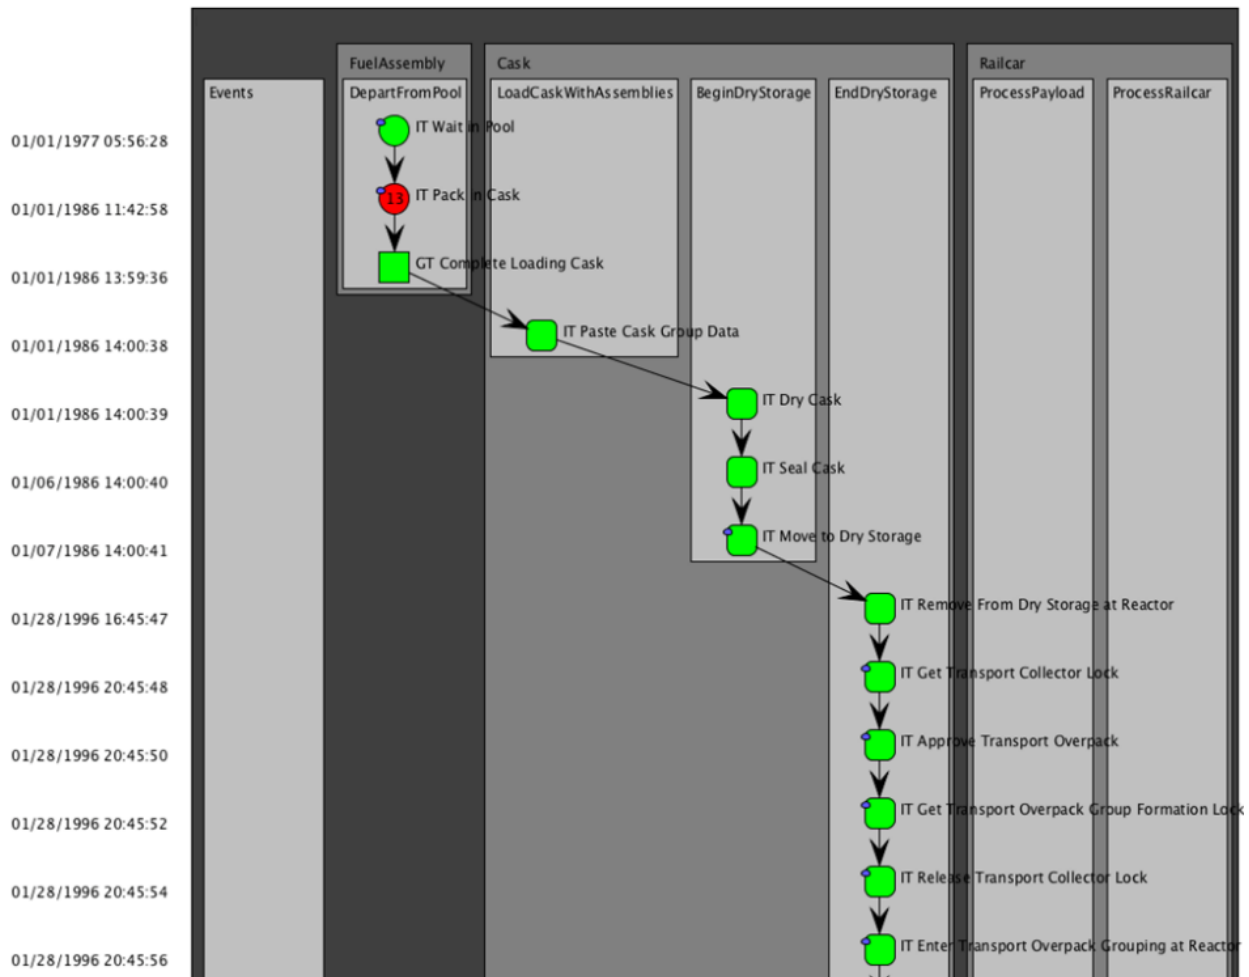 FuelAssembly
Cask
Railcar
Events
DepartFromPool
LoadCaskWithAssemblies
BeginDryStorage
EndDryStorage
ProcessPayload
ProcessRailcar
01/01/1977 05:56:28
IT Wait in Pool
01/01/1986 11:42:58
13
IT Pack in Cask
01/01/1986 13:59:36
GT Complete Loading Cask
01/01/1986 14:00:38
IT Paste Cask Group Data
01/01/1986 14:00:39
IT Dry Cask
01/06/1986 14:00:40
IT Seal Cask
01/07/1986 14:00:41
IT Move to Dry Storage
01/28/1996 16:45:47
IT Remove From Dry Storage at Reactor
01/28/1996 20:45:48
IT Get Transport Collector Lock
01/28/1996 20:45:50
IT Approve Transport Overpack
01/28/1996 20:45:52
IT Get Transport Overpack Group Formation Lock
01/28/1996 20:45:54
IT Release Transport Collector Lock
01/28/1996 20:45:56
IT Enter Transport Overpack Grouping at Reactor